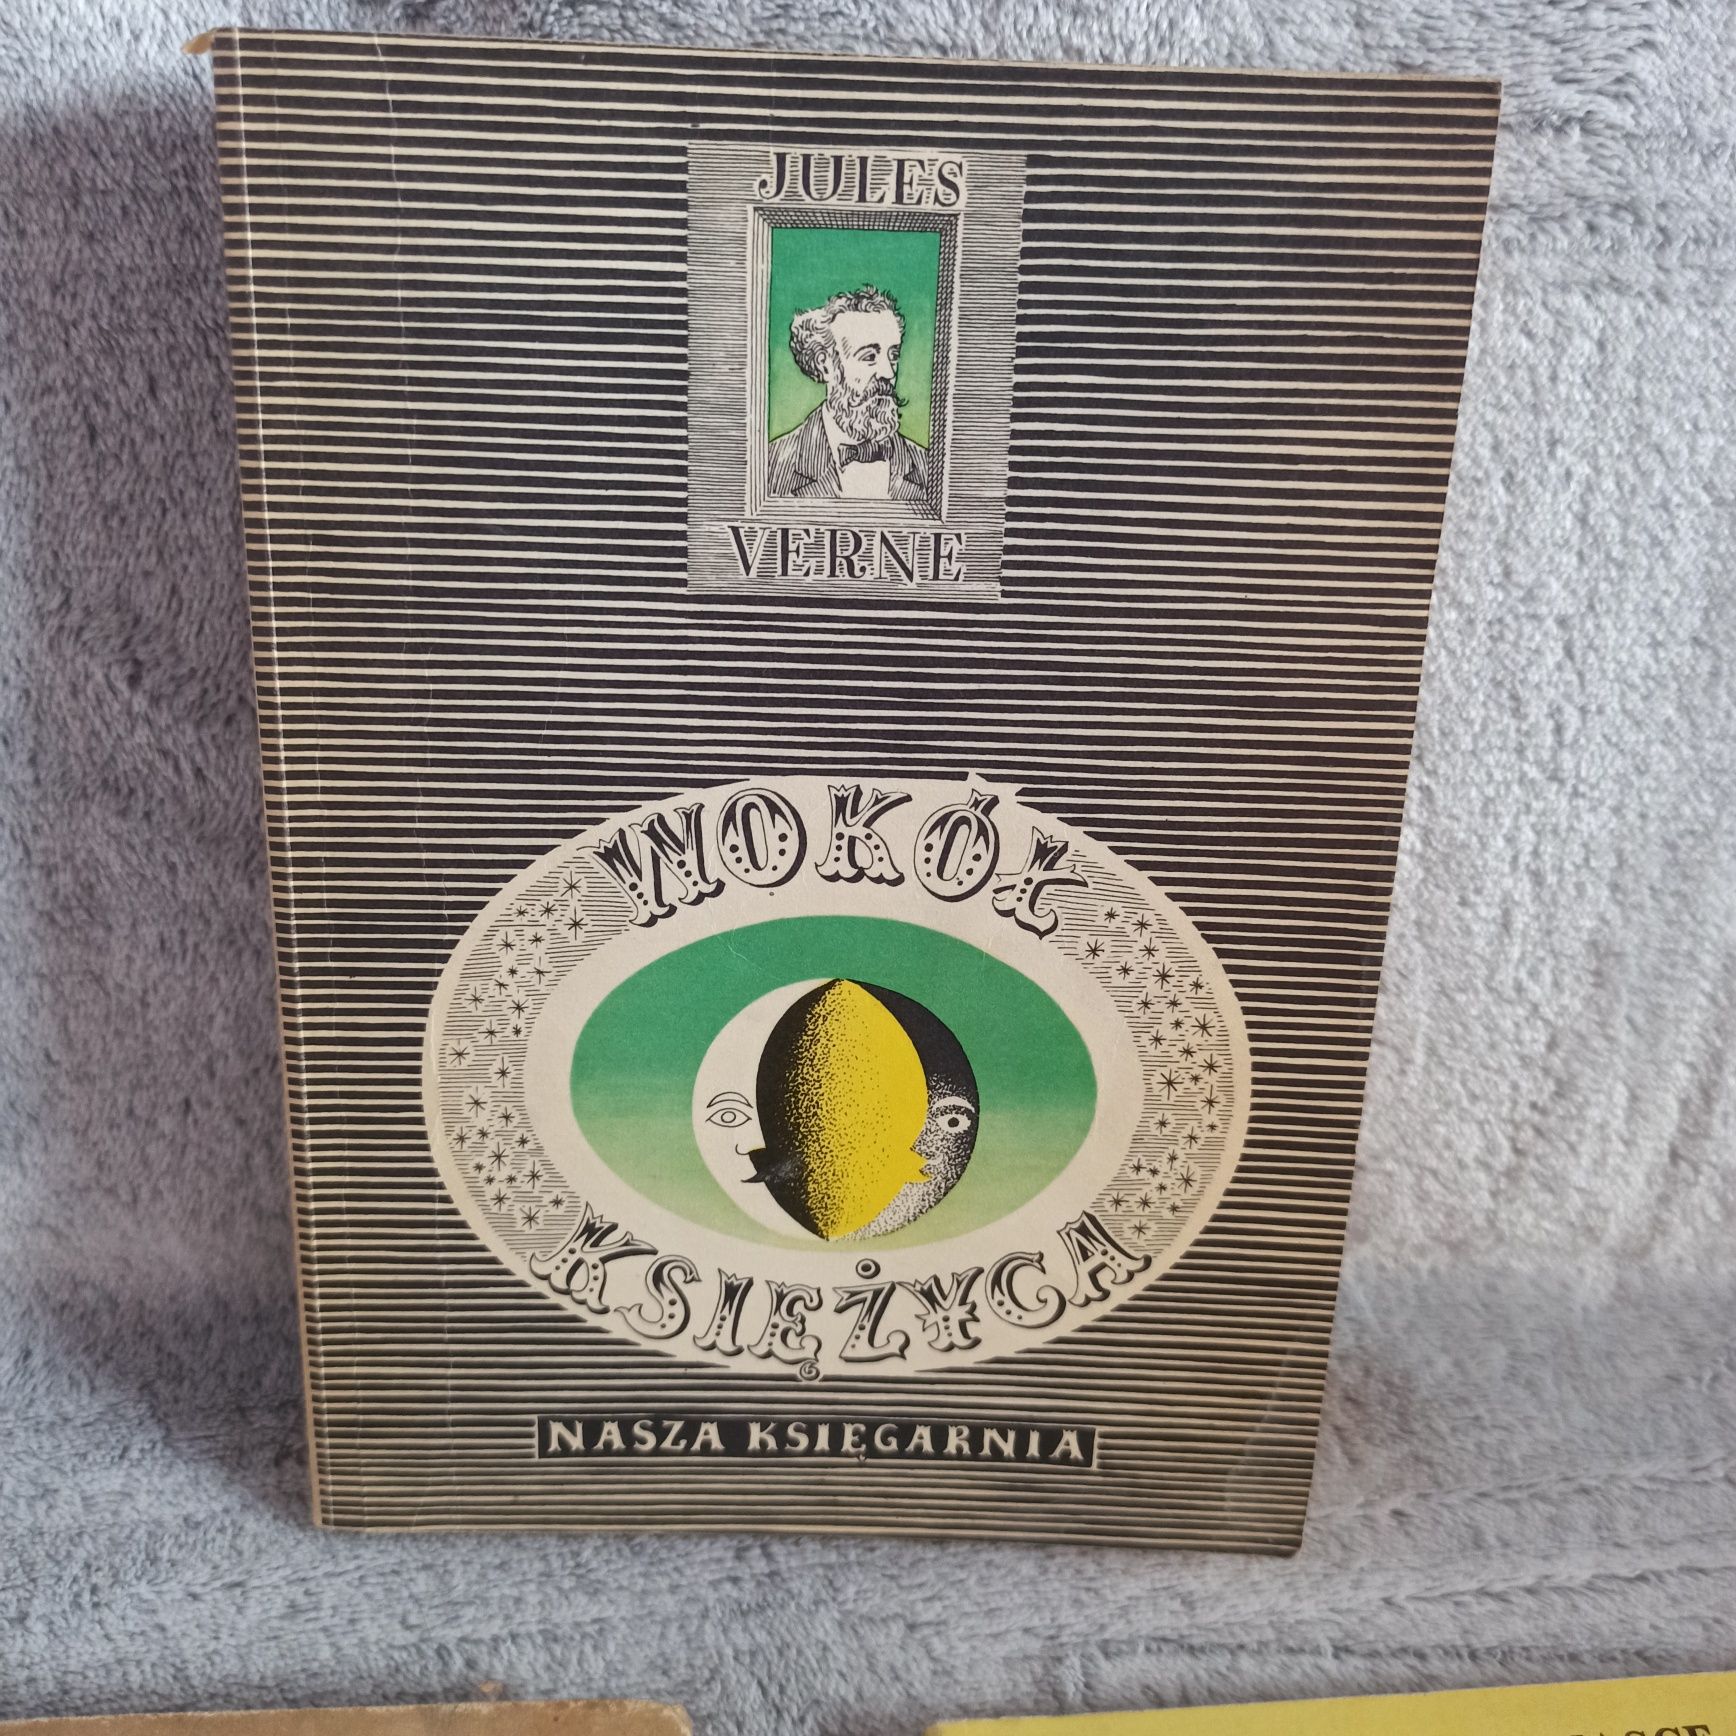 JULES
VERNE
WOKÓŁ
KSIĘŻYCA
NASZA KSIĘGARNIA